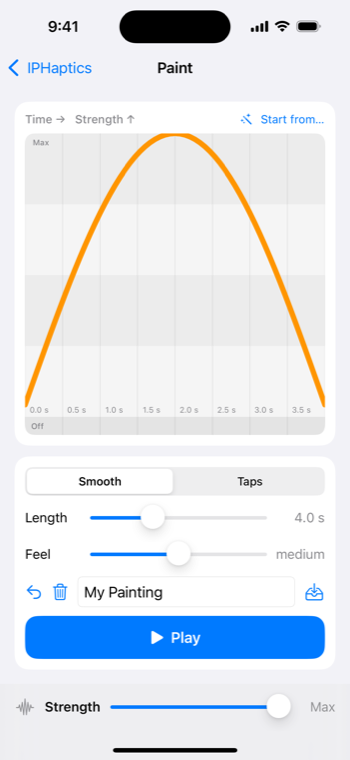 9:41
IPHaptics
Paint
Time → Strength ↑
Start from...
Max
0.0 s 0.5 s 1.0 s 1.5 s 2.0 s 2.5 s 3.0 s 3.5 s
Off
Smooth Taps
Length 4.0 s
Feel medium
My Painting
Play
Strength Max